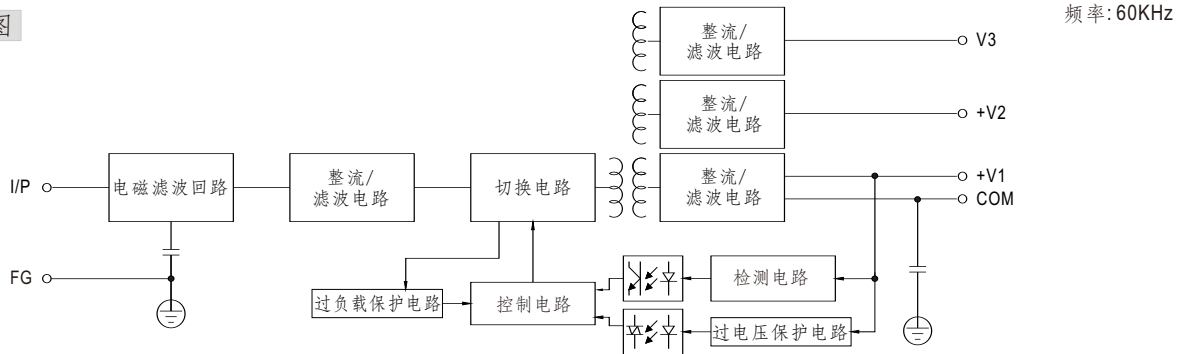 图
频率:60KHz
整流/
滤波电路
V3
整流/
滤波电路
+V2
I/P
电磁滤波回路
整流/
滤波电路
切换电路
整流/
滤波电路
+V1
COM
FG
过负载保护电路
控制电路
检测电路
过电压保护电路